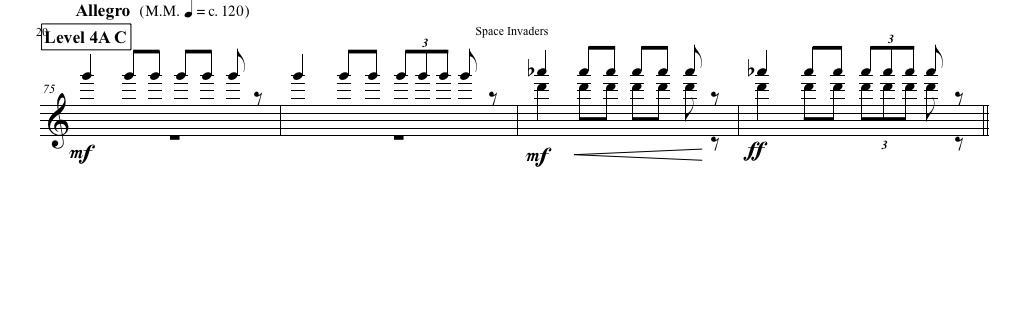 Allegro (M.M. ♩ = c. 120)
20
Level 4A C
Space Invaders
3
3
75
mf
mf
ff
3